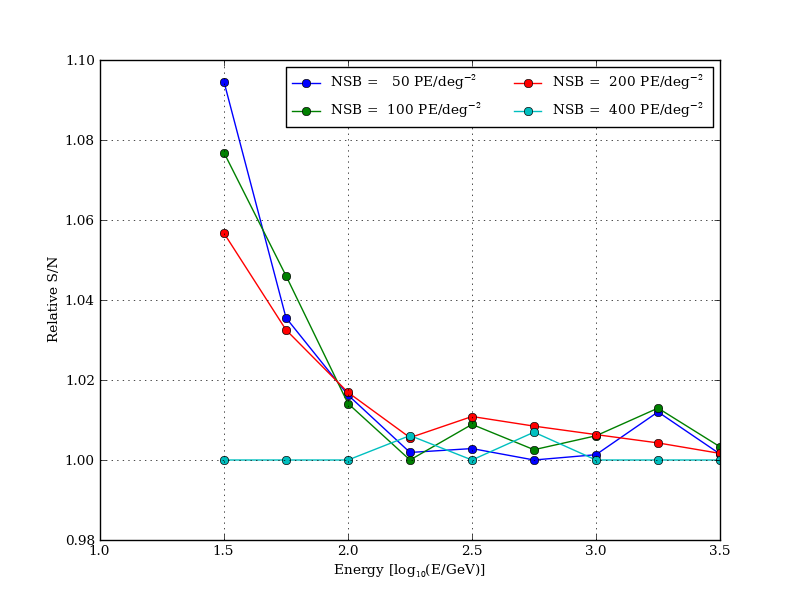 1.10
1.08
1.06
1.04
1.02
1.00
0.98
Relative S/N
NSB = 50 PE/deg⁻² NSB = 200 PE/deg⁻²
NSB = 100 PE/deg⁻² NSB = 400 PE/deg⁻²
1.0 1.5 2.0 2.5 3.0 3.5
Energy [log₁₀(E/GeV)]